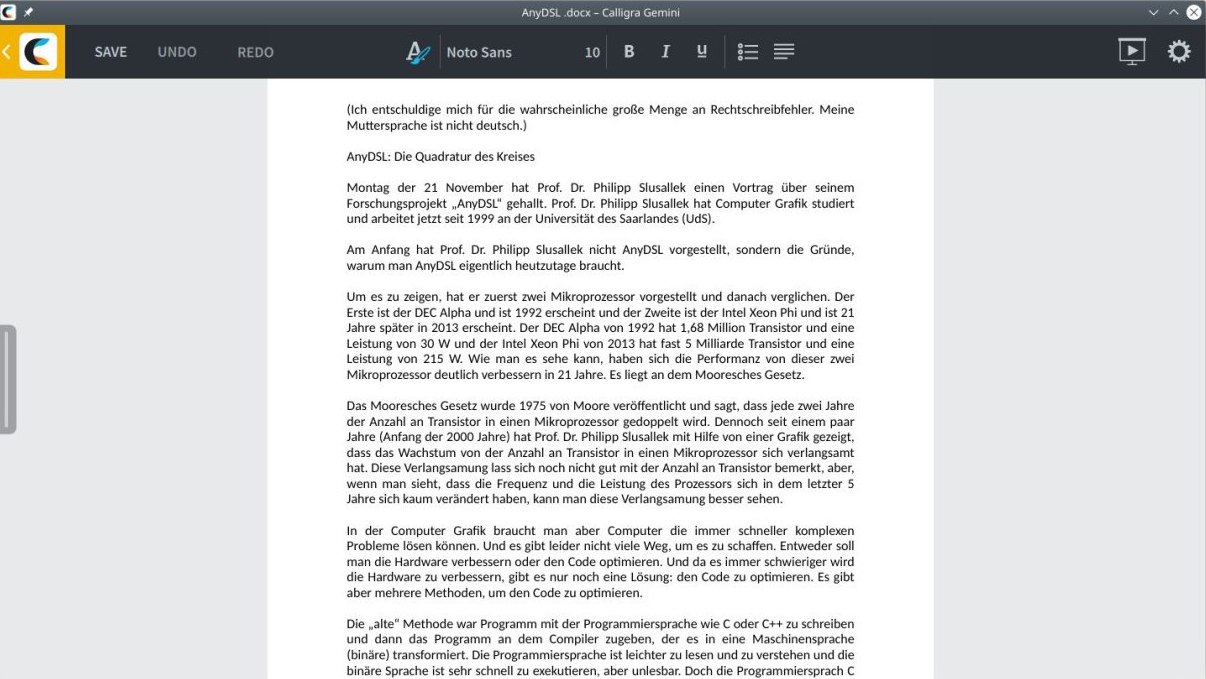 AnyDSL .docx – Calligra Gemini
SAVE UNDO REDO Noto Sans 10 B I U
(Ich entschuldige mich für die wahrscheinliche große Menge an Rechtschreibfehler. Meine
Muttersprache ist nicht deutsch.)
AnyDSL: Die Quadratur des Kreises
Montag der 21 November hat Prof. Dr. Philipp Slusallek einen Vortrag über seinem
Forschungsprojekt „AnyDSL“ gehallt. Prof. Dr. Philipp Slusallek hat Computer Grafik studiert
und arbeitet jetzt seit 1999 an der Universität des Saarlandes (UdS).
Am Anfang hat Prof. Dr. Philipp Slusallek nicht AnyDSL vorgestellt, sondern die Gründe,
warum man AnyDSL eigentlich heutzutage braucht.
Um es zu zeigen, hat er zuerst zwei Mikroprozessor vorgestellt und danach verglichen. Der
Erste ist der DEC Alpha und ist 1992 erscheint und der Zweite ist der Intel Xeon Phi und ist 21
Jahre später in 2013 erscheint. Der DEC Alpha von 1992 hat 1,68 Million Transistor und eine
Leistung von 30 W und der Intel Xeon Phi von 2013 hat fast 5 Milliarde Transistor und eine
Leistung von 215 W. Wie man es sehe kann, haben sich die Performanz von dieser zwei
Mikroprozessor deutlich verbessern in 21 Jahre. Es liegt an dem Mooresches Gesetz.
Das Mooresches Gesetz wurde 1975 von Moore veröffentlicht und sagt, dass jede zwei Jahre
der Anzahl an Transistor in einen Mikroprozessor gedoppelt wird. Dennoch seit einem paar
Jahre (Anfang der 2000 Jahre) hat Prof. Dr. Philipp Slusallek mit Hilfe von einer Grafik gezeigt,
dass das Wachstum von der Anzahl an Transistor in einen Mikroprozessor sich verlangsamt
hat. Diese Verlangsamung lass sich noch nicht gut mit der Anzahl an Transistor bemerkt, aber,
wenn man sieht, dass die Frequenz und die Leistung des Prozessors sich in dem letzter 5
Jahre sich kaum verändert haben, kann man diese Verlangsamung besser sehen.
In der Computer Grafik braucht man aber Computer die immer schneller komplexen
Probleme lösen können. Und es gibt leider nicht viele Weg, um es zu schaffen. Entweder soll
man die Hardware verbessern oder den Code optimieren. Und da es immer schwieriger wird
die Hardware zu verbessern, gibt es nur noch eine Lösung: den Code zu optimieren. Es gibt
aber mehrere Methoden, um den Code zu optimieren.
Die „alte“ Methode war Programm mit der Programmiersprache wie C oder C++ zu schreiben
und dann das Programm an dem Compiler zugeben, der es in eine Maschinensprache
(binäre) transformiert. Die Programmiersprache ist leichter zu lesen und zu verstehen und die
binäre Sprache ist sehr schnell zu exekutieren, aber unlesbar. Doch die Programmiersprach C